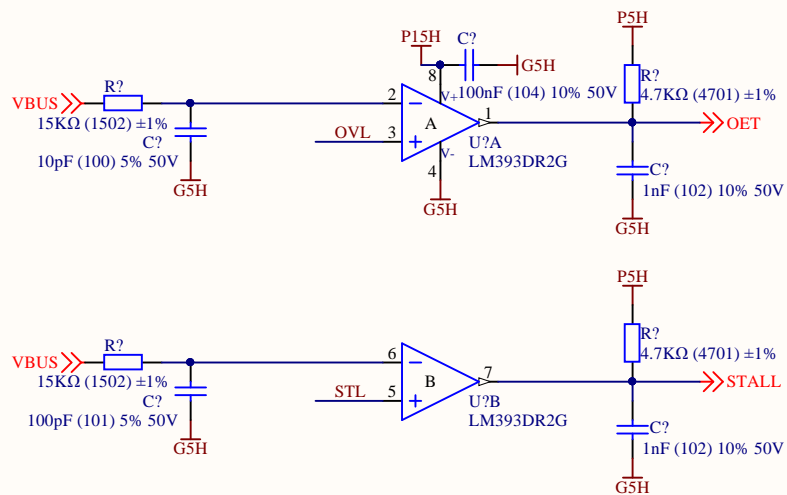 P5H
P15H
C?
G5H
R?
8
R?
VBUS
2
V+
100nF (104) 10% 50V
1
4.7KΩ (4701) ±1%
15KΩ (1502) ±1%
A
OET
C?
OVL
3
U?A
10pF (100) 5% 50V
V-
LM393DR2G
C?
4
1nF (102) 10% 50V
G5H
G5H
G5H
P5H
R?
R?
6
4.7KΩ (4701) ±1%
VBUS
7
15KΩ (1502) ±1%
B
STALL
C?
STL
5
U?B
100pF (101) 5% 50V
LM393DR2G
C?
G5H
1nF (102) 10% 50V
G5H